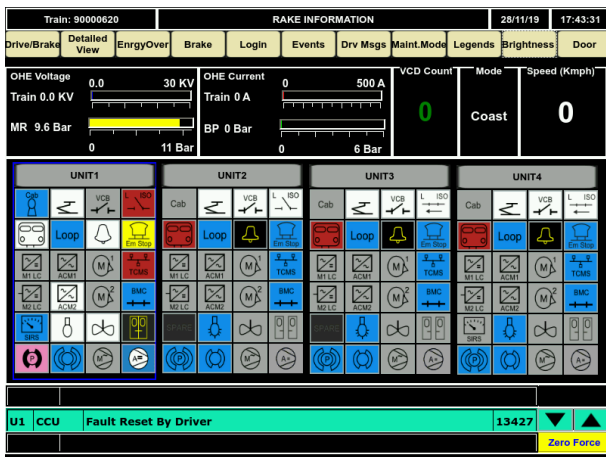 Train: 90000620 RAKE INFORMATION 28/11/19 17:43:31
Drive/Brake Detailed View EnrgyOver Brake Login Events Drv Msgs Maint.Mode Legends Brightness Door
OHE Voltage 0.0 30 KV OHE Current 0 500 A VCD Count Mode Speed (Kmph)
Train 0.0 KV Train 0 A
0 Coast 0
MR 9.6 Bar BP 0 Bar
0 11 Bar 0 6 Bar
UNIT1 UNIT2 UNIT3 UNIT4
Cab VCB L ISO Cab VCB L ISO Cab VCB L ISO Cab VCB L ISO
Loop Em Stop Loop Em Stop Loop Em Stop Loop Em Stop
M1 LC ACM1 M 1 TCMS M1 LC ACM1 M 1 TCMS M1 LC ACM1 M 1 TCMS M1 LC ACM1 M 1 TCMS
M2 LC ACM2 M 2 BMC M2 LC ACM2 M 2 BMC M2 LC ACM2 M 2 BMC M2 LC ACM2 M 2 BMC
SIRS SPARE SPARE SIRS
P M A= P M A= P M A= P M A=
U1 CCU Fault Reset By Driver 13427
Zero Force